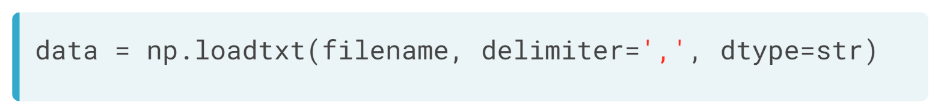 data = np.loadtxt(filename, delimiter=',', dtype=str)